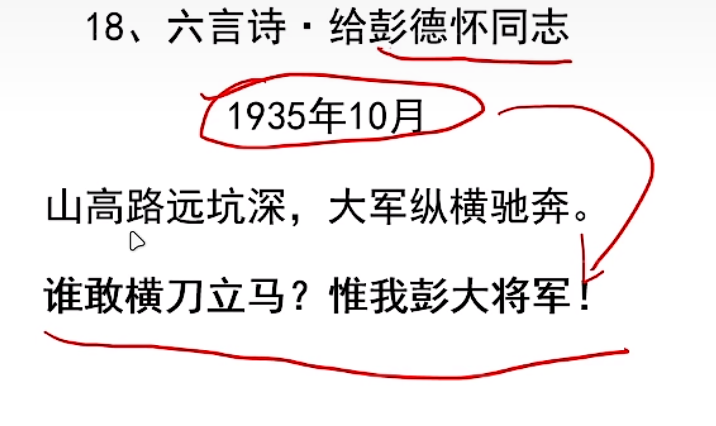 18、六言诗·给彭德怀同志
1935年10月
山高路远坑深，大军纵横驰奔。
谁敢横刀立马？惟我彭大将军！